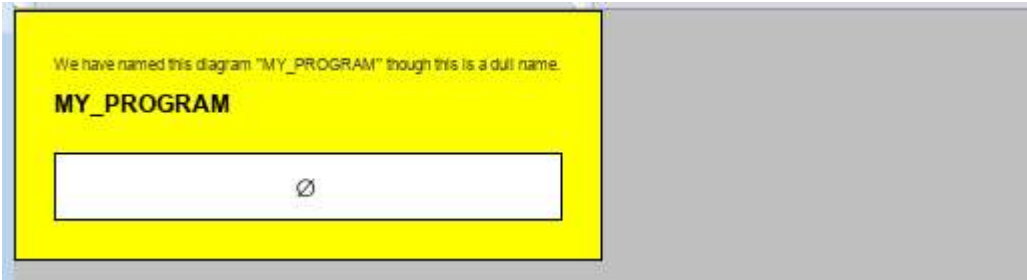 We have named this diagram "MY_PROGRAM" though this is a dull name.
MY_PROGRAM
∅